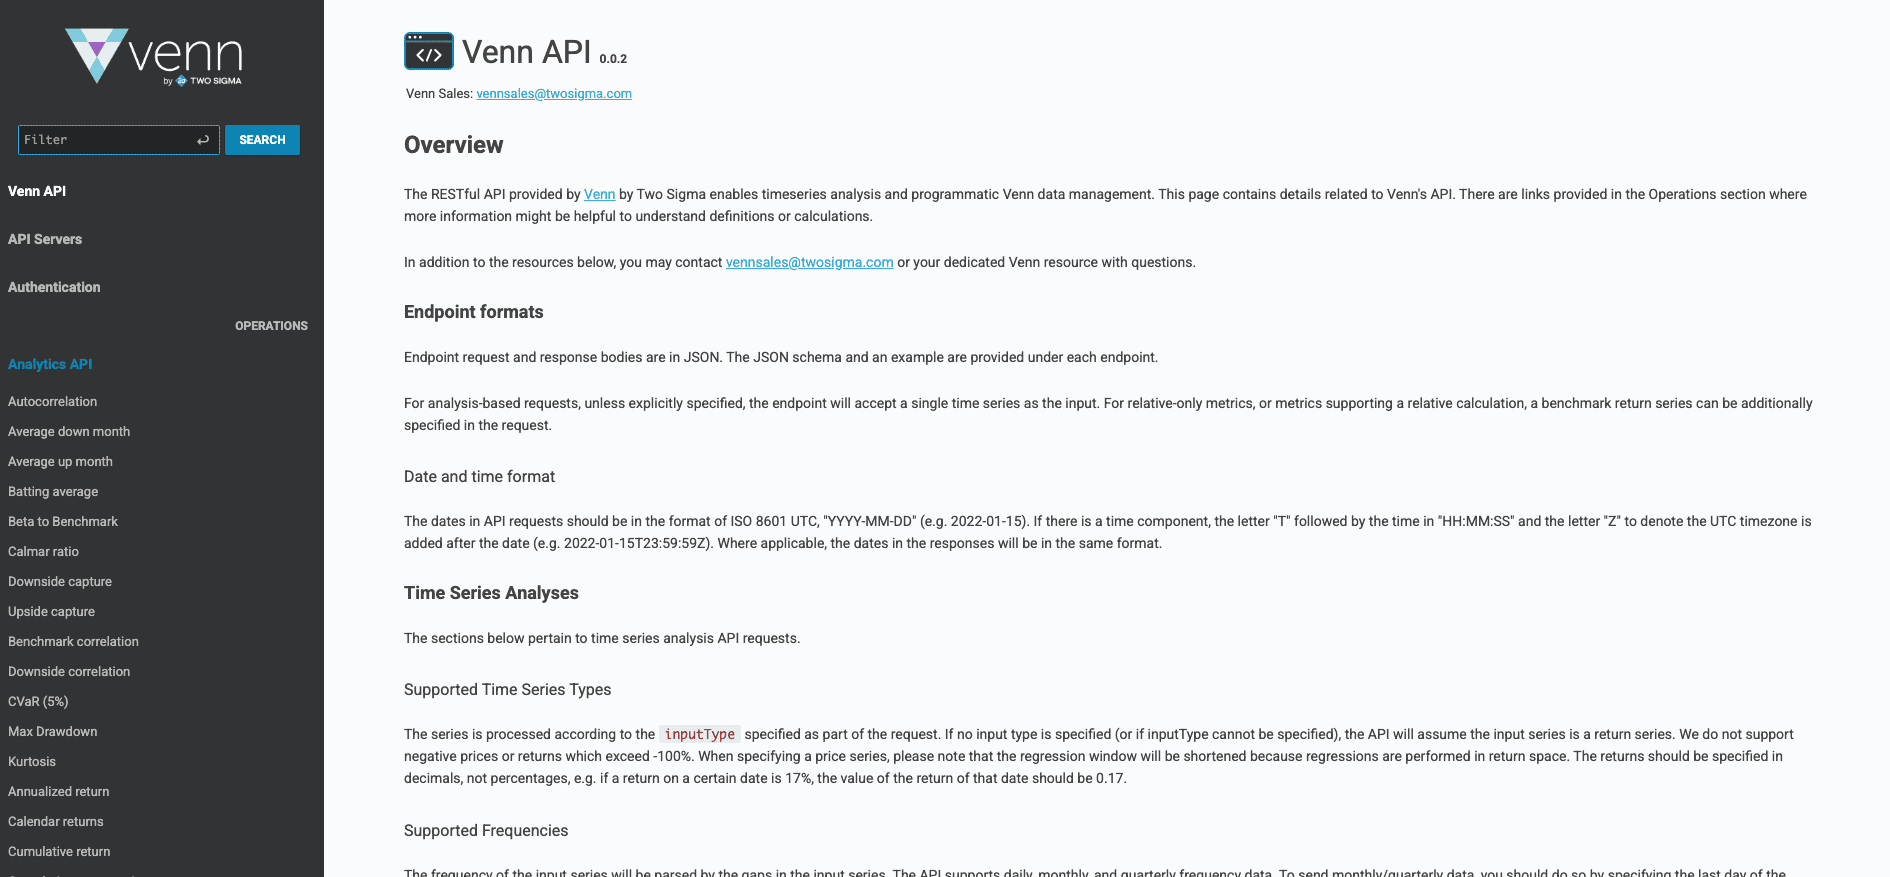 venn
by TWO SIGMA
Filter
SEARCH
Venn API
API Servers
Authentication
OPERATIONS
Analytics API
Autocorrelation
Average down month
Average up month
Batting average
Beta to Benchmark
Calmar ratio
Downside capture
Upside capture
Benchmark correlation
Downside correlation
CVaR (5%)
Max Drawdown
Kurtosis
Annualized return
Calendar returns
Cumulative return
</>
Venn API 0.0.2
Venn Sales: vennsales@twosigma.com
Overview
The RESTful API provided by Venn by Two Sigma enables timeseries analysis and programmatic Venn data management. This page contains details related to Venn's API. There are links provided in the Operations section where
more information might be helpful to understand definitions or calculations.
In addition to the resources below, you may contact vennsales@twosigma.com or your dedicated Venn resource with questions.
Endpoint formats
Endpoint request and response bodies are in JSON. The JSON schema and an example are provided under each endpoint.
For analysis-based requests, unless explicitly specified, the endpoint will accept a single time series as the input. For relative-only metrics, or metrics supporting a relative calculation, a benchmark return series can be additionally
specified in the request.
Date and time format
The dates in API requests should be in the format of ISO 8601 UTC, "YYYY-MM-DD" (e.g. 2022-01-15). If there is a time component, the letter "T" followed by the time in "HH:MM:SS" and the letter "Z" to denote the UTC timezone is
added after the date (e.g. 2022-01-15T23:59:59Z). Where applicable, the dates in the responses will be in the same format.
Time Series Analyses
The sections below pertain to time series analysis API requests.
Supported Time Series Types
The series is processed according to the inputType specified as part of the request. If no input type is specified (or if inputType cannot be specified), the API will assume the input series is a return series. We do not support
negative prices or returns which exceed -100%. When specifying a price series, please note that the regression window will be shortened because regressions are performed in return space. The returns should be specified in
decimals, not percentages, e.g. if a return on a certain date is 17%, the value of the return of that date should be 0.17.
Supported Frequencies
The frequency of the input series will be parsed by the gaps in the input series. The API supports daily, monthly, and quarterly frequency data. To send monthly/quarterly data, you should do so by specifying the last day of the